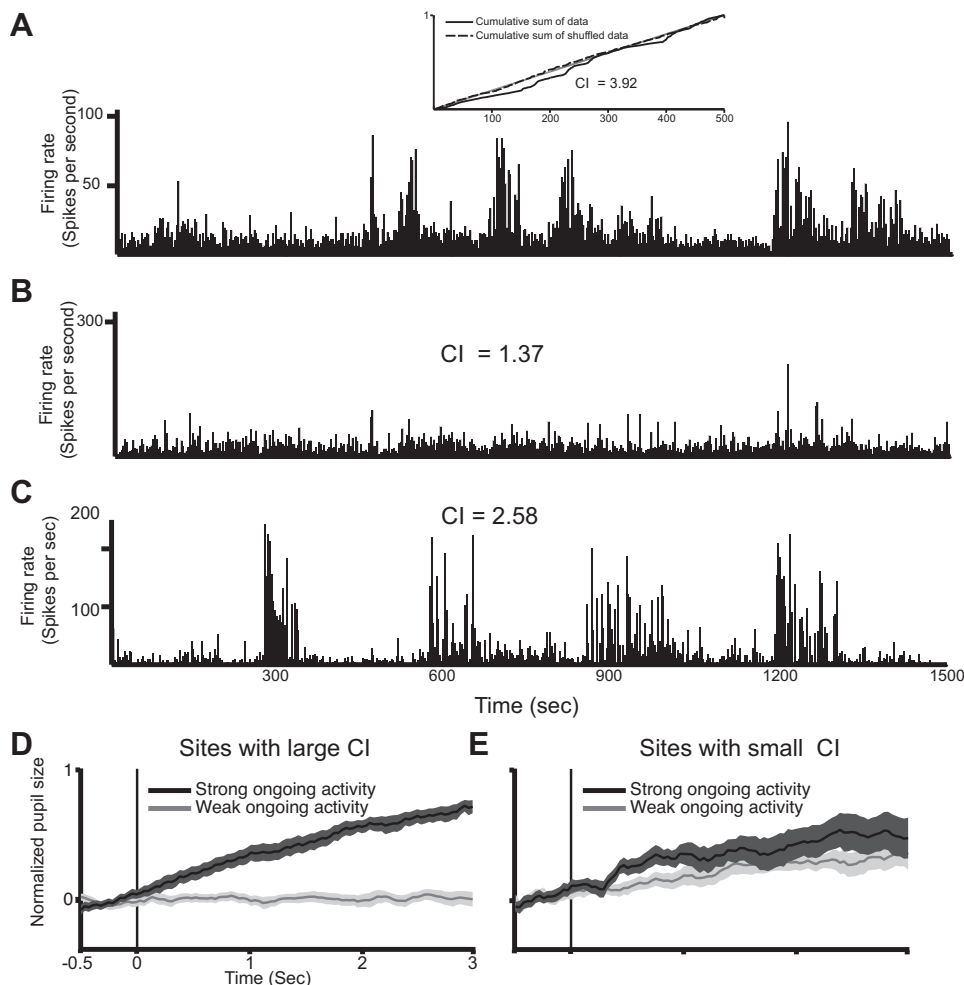 A
1
Cumulative sum of data
Cumulative sum of shuffled data
CI = 3.92
100 200 300 400 500
Firing rate
(Spikes per second)
100
50
B
Firing rate
(Spikes per second)
300
CI = 1.37
C
Firing rate
(Spikes per sec)
200
100
CI = 2.58
300 600 900 1200 1500
Time (sec)
D
Sites with large CI
Normalized pupil size
1
0
Strong ongoing activity
Weak ongoing activity
-0.5 0 1 2 3
Time (Sec)
E
Sites with small CI
Strong ongoing activity
Weak ongoing activity